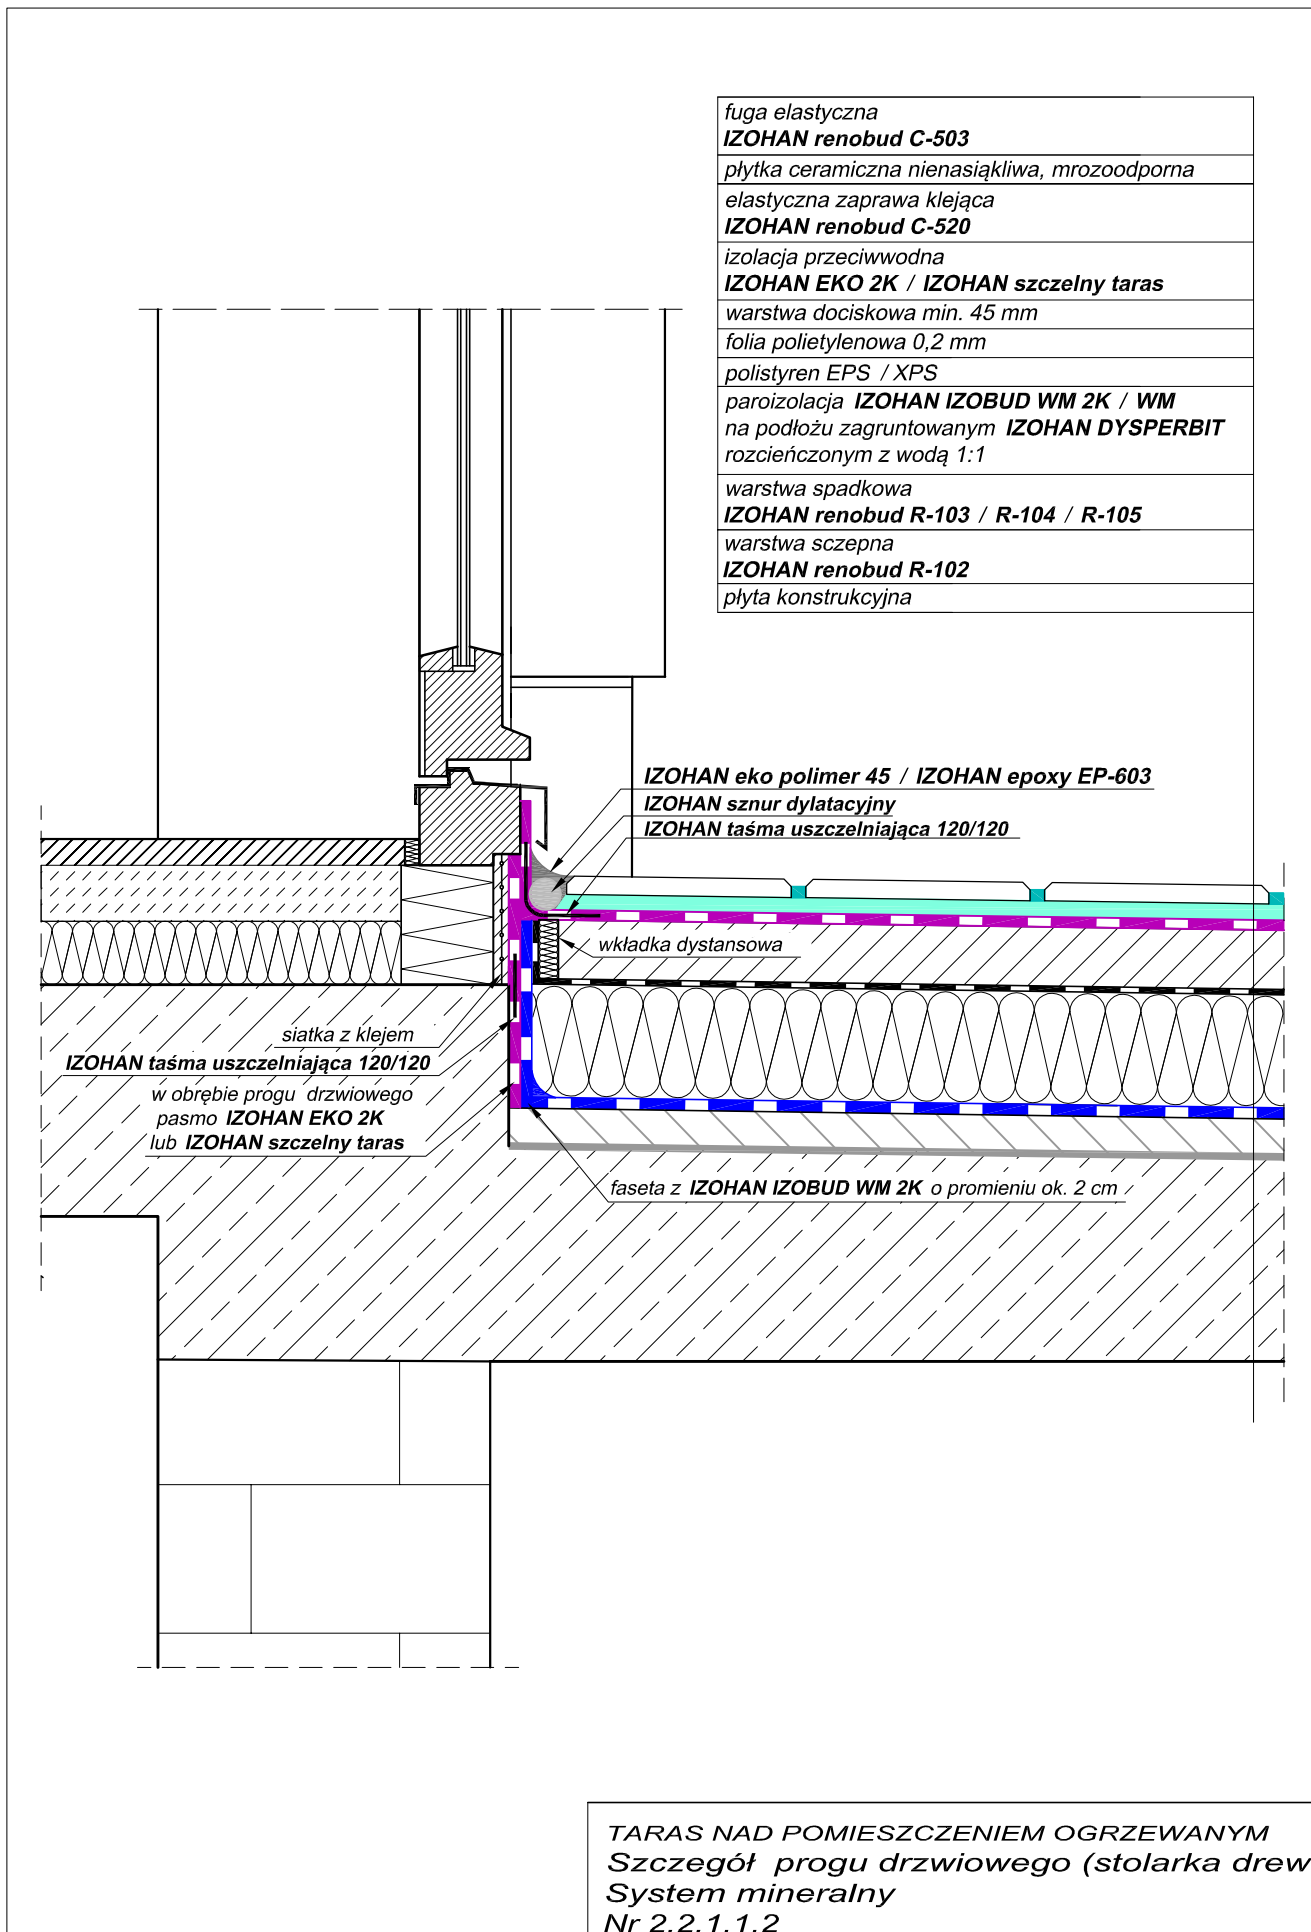 fuga elastyczna
IZOHAN renobud C-503
płytka ceramiczna nienasiąkliwa, mrozoodporna
elastyczna zaprawa klejąca
IZOHAN renobud C-520
izolacja przeciwwodna
IZOHAN EKO 2K / IZOHAN szczelny taras
warstwa dociskowa min. 45 mm
folia polietylenowa 0,2 mm
polistyren EPS / XPS
paroizolacja IZOHAN IZOBUD WM 2K / WM
na podłożu zagruntowanym IZOHAN DYSPERBIT
rozcieńczonym z wodą 1:1
warstwa spadkowa
IZOHAN renobud R-103 / R-104 / R-105
warstwa sczepna
IZOHAN renobud R-102
płyta konstrukcyjna
IZOHAN eko polimer 45 / IZOHAN epoxy EP-603
IZOHAN sznur dylatacyjny
IZOHAN taśma uszczelniająca 120/120
wkładka dystansowa
siatka z klejem
IZOHAN taśma uszczelniająca 120/120
w obrębie progu drzwiowego
pasmo IZOHAN EKO 2K
lub IZOHAN szczelny taras
faseta z IZOHAN IZOBUD WM 2K o promieniu ok. 2 cm
TARAS NAD POMIESZCZENIEM OGRZEWANYM
Szczegół progu drzwiowego (stolarka drew
System mineralny
Nr 2.2.1.1.2